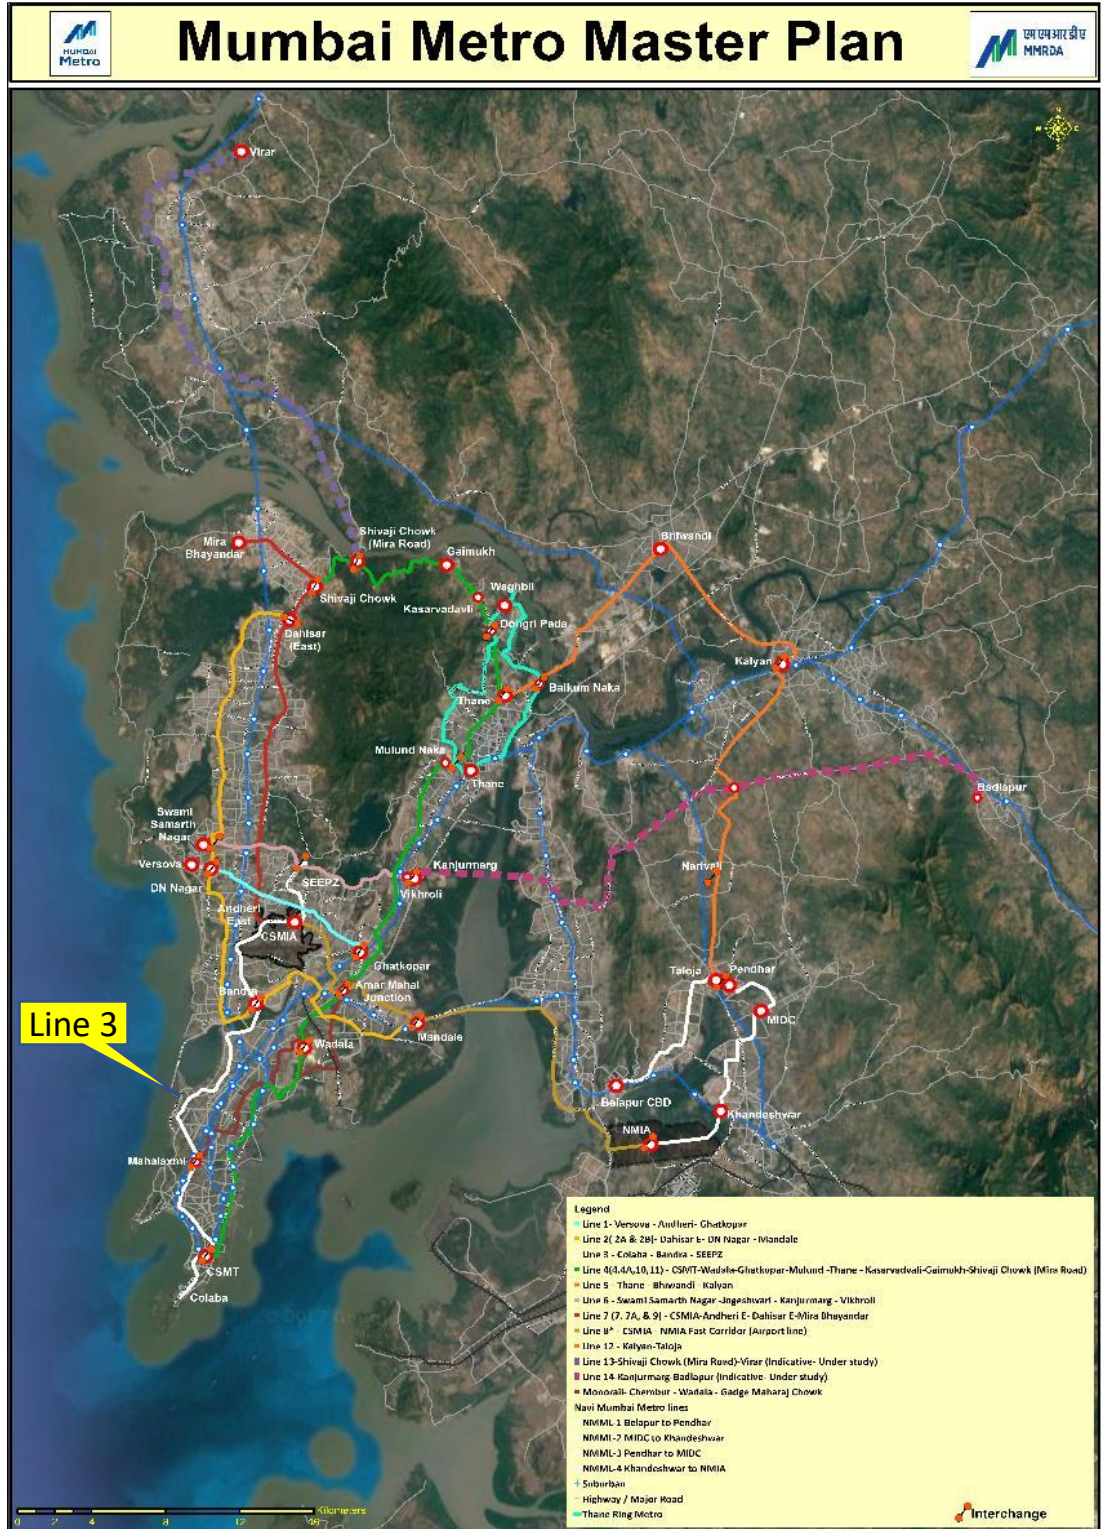 MUMBAI
Metro
Mumbai Metro Master Plan
एम एम आर डी ए
MMRDA
N
W
E
S
Virar
Shivaji Chowk
(Mira Road)
Mira
Bhayandar
Gaimukh
Bhiwandi
Shivaji Chowk
Waghbil
Kasarvadavli
Dongri Pada
Dahisar
(East)
Kalyan
Balkum Naka
Thane
Mulund Naka
Thane
Badlapur
Swami
Samarth
Nagar
Versova
SEEPZ
Kanjurmarg
Narivali
DN Nagar
Vikhroli
Andheri
East
CSMIA
Ghatkopar
Taloja
Pendhar
Bandra
Amar Mahal
Junction
MIDC
Line 3
Mandale
Wadala
Belapur CBD
Khandeshwar
NMIA
Mahalaxmi
CSMT
Colaba
Legend
Line 1- Versova - Andheri- Ghatkopar
Line 2( 2A & 2B)- Dahisar E- DN Nagar - Mandale
Line 3 - Colaba - Bandra - SEEPZ
Line 4(4,4A,10,11) - CSMT-Wadala-Ghatkopar-Mulund -Thane - Kasarvadvali-Gaimukh-Shivaji Chowk (Mira Road)
Line 5 - Thane - Bhiwandi - Kalyan
Line 6 - Swami Samarth Nagar -Jogeshwari - Kanjurmarg - Vikhroli
Line 7 (7, 7A, & 9) - CSMIA-Andheri E- Dahisar E-Mira Bhayandar
Line 8* - CSMIA - NMIA Fast Corridor (Airport line)
Line 12 - Kalyan-Taloja
Line 13-Shivaji Chowk (Mira Road)-Virar (Indicative- Under study)
Line 14-Kanjurmarg-Badlapur (Indicative- Under study)
Monorail- Chembur - Wadala - Gadge Maharaj Chowk
Navi Mumbai Metro lines
NMML-1 Belapur to Pendhar
NMML-2 MIDC to Khandeshwar
NMML-3 Pendhar to MIDC
NMML-4 Khandeshwar to NMIA
Suburban
Highway / Major Road
Thane Ring Metro
Interchange
Kilometers
0 2 4 8 12 16